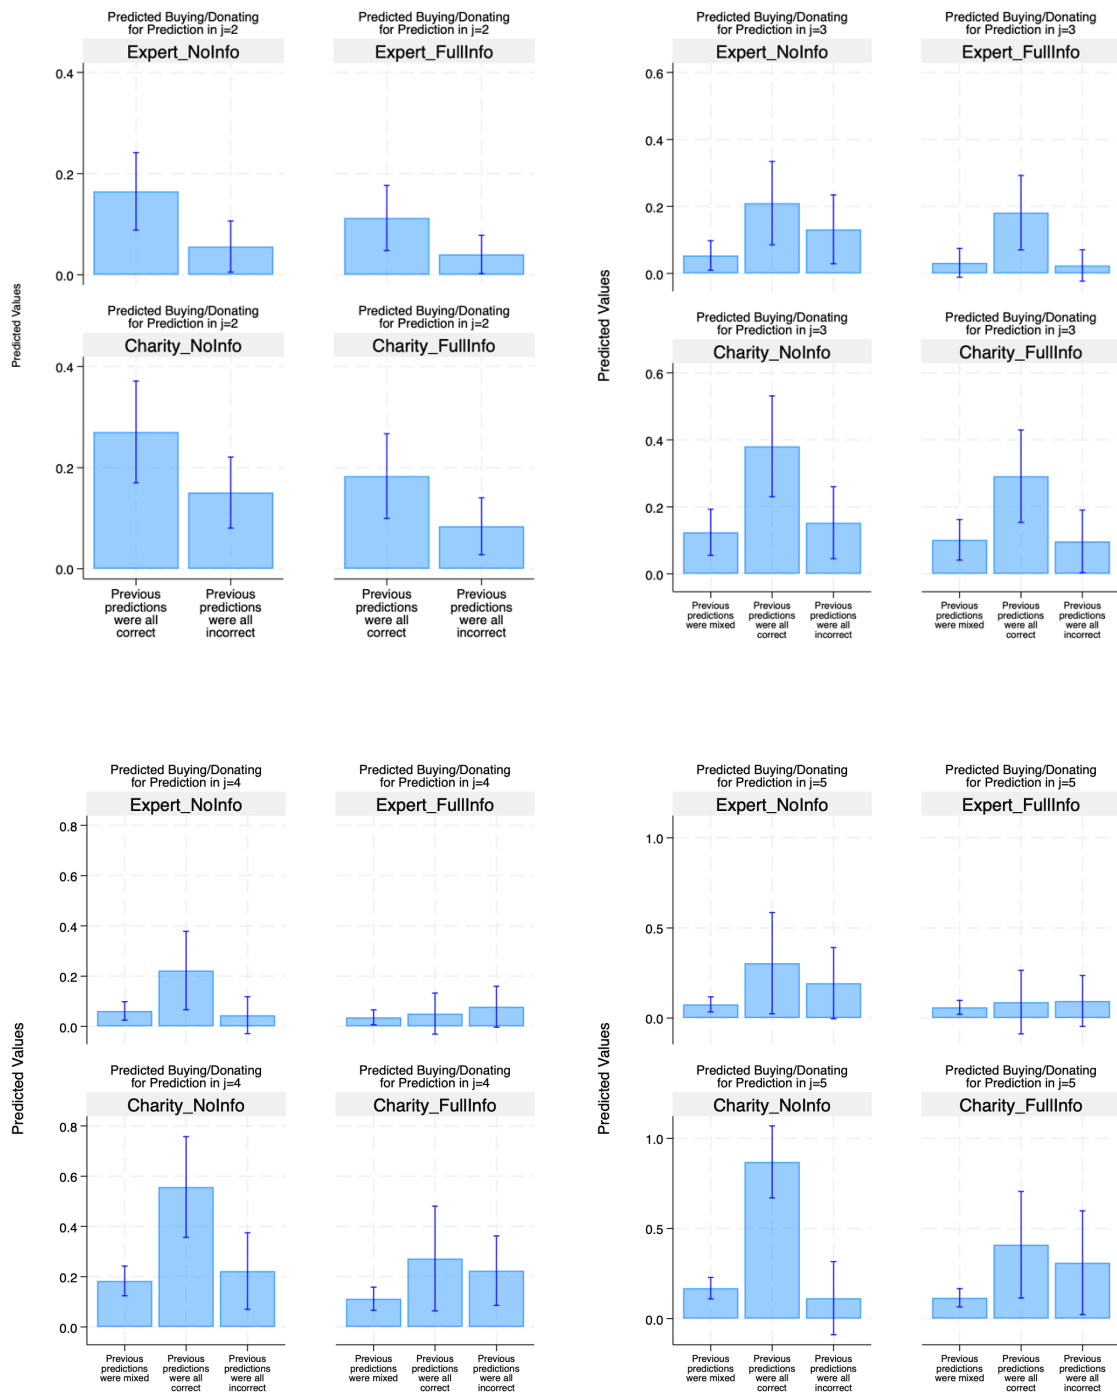 Predicted Buying/Donating
for Prediction in j=2
Expert_NoInfo
Predicted Buying/Donating
for Prediction in j=2
Expert_FullInfo
0.4
0.2
0.0
Predicted Buying/Donating
for Prediction in j=2
Charity_NoInfo
Predicted Buying/Donating
for Prediction in j=2
Charity_FullInfo
0.4
0.2
0.0
Predicted Values
Previous
predictions
were all
correct
Previous
predictions
were all
incorrect
Previous
predictions
were all
correct
Previous
predictions
were all
incorrect
Predicted Buying/Donating
for Prediction in j=3
Expert_NoInfo
Predicted Buying/Donating
for Prediction in j=3
Expert_FullInfo
0.6
0.4
0.2
0.0
Predicted Buying/Donating
for Prediction in j=3
Charity_NoInfo
Predicted Buying/Donating
for Prediction in j=3
Charity_FullInfo
0.6
0.4
0.2
0.0
Predicted Values
Previous
predictions
were mixed
Previous
predictions
were all
correct
Previous
predictions
were all
incorrect
Previous
predictions
were mixed
Previous
predictions
were all
correct
Previous
predictions
were all
incorrect
Predicted Buying/Donating
for Prediction in j=4
Expert_NoInfo
Predicted Buying/Donating
for Prediction in j=4
Expert_FullInfo
0.8
0.6
0.4
0.2
0.0
Predicted Buying/Donating
for Prediction in j=4
Charity_NoInfo
Predicted Buying/Donating
for Prediction in j=4
Charity_FullInfo
0.8
0.6
0.4
0.2
0.0
Predicted Values
Previous
predictions
were mixed
Previous
predictions
were all
correct
Previous
predictions
were all
incorrect
Previous
predictions
were mixed
Previous
predictions
were all
correct
Previous
predictions
were all
incorrect
Predicted Buying/Donating
for Prediction in j=5
Expert_NoInfo
Predicted Buying/Donating
for Prediction in j=5
Expert_FullInfo
1.0
0.5
0.0
Predicted Buying/Donating
for Prediction in j=5
Charity_NoInfo
Predicted Buying/Donating
for Prediction in j=5
Charity_FullInfo
1.0
0.5
0.0
Predicted Values
Previous
predictions
were mixed
Previous
predictions
were all
correct
Previous
predictions
were all
incorrect
Previous
predictions
were mixed
Previous
predictions
were all
correct
Previous
predictions
were all
incorrect